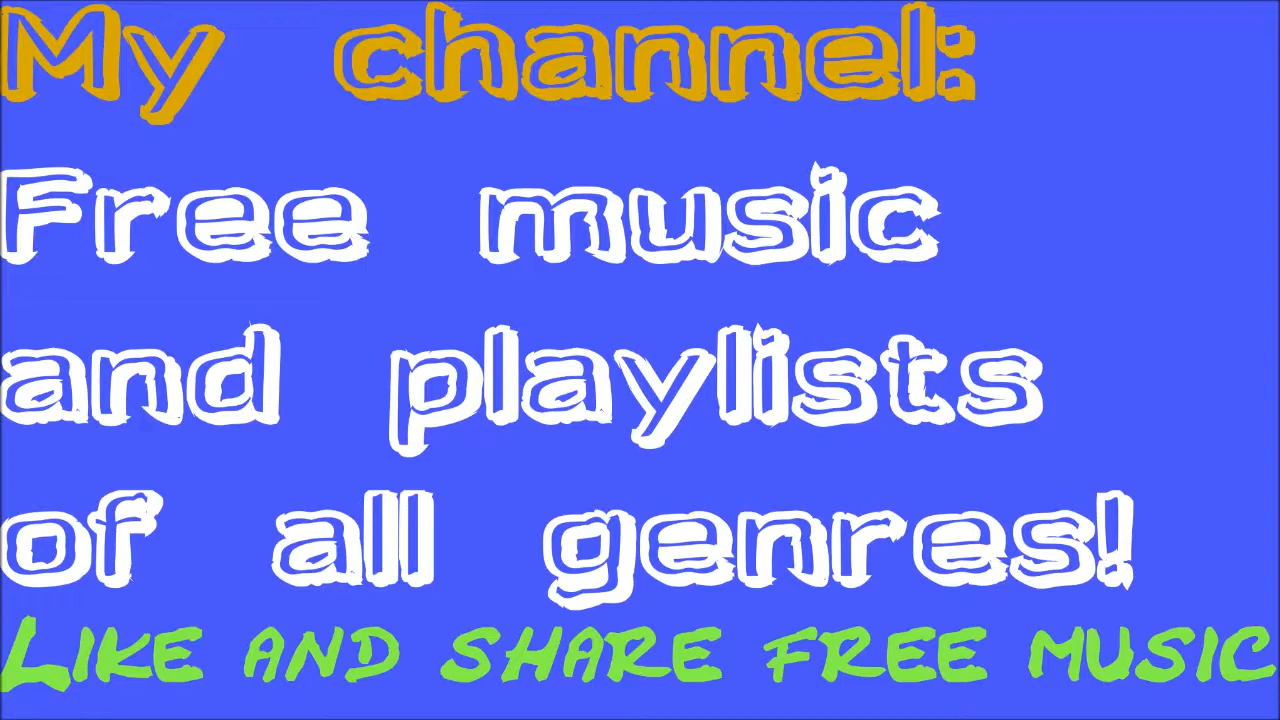 My channel:
Free music
and playlists
of all genres!
LIKE AND SHARE FREE MUSIC